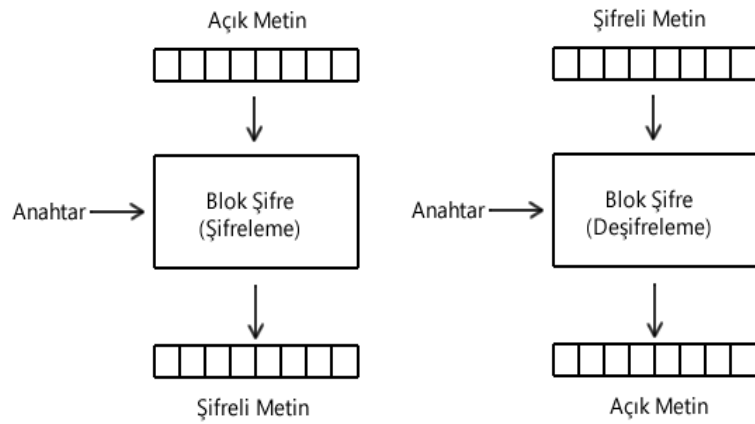 Açık Metin
Anahtar
Blok Şifre
(Şifreleme)
Şifreli Metin
Şifreli Metin
Anahtar
Blok Şifre
(Deşifreleme)
Açık Metin